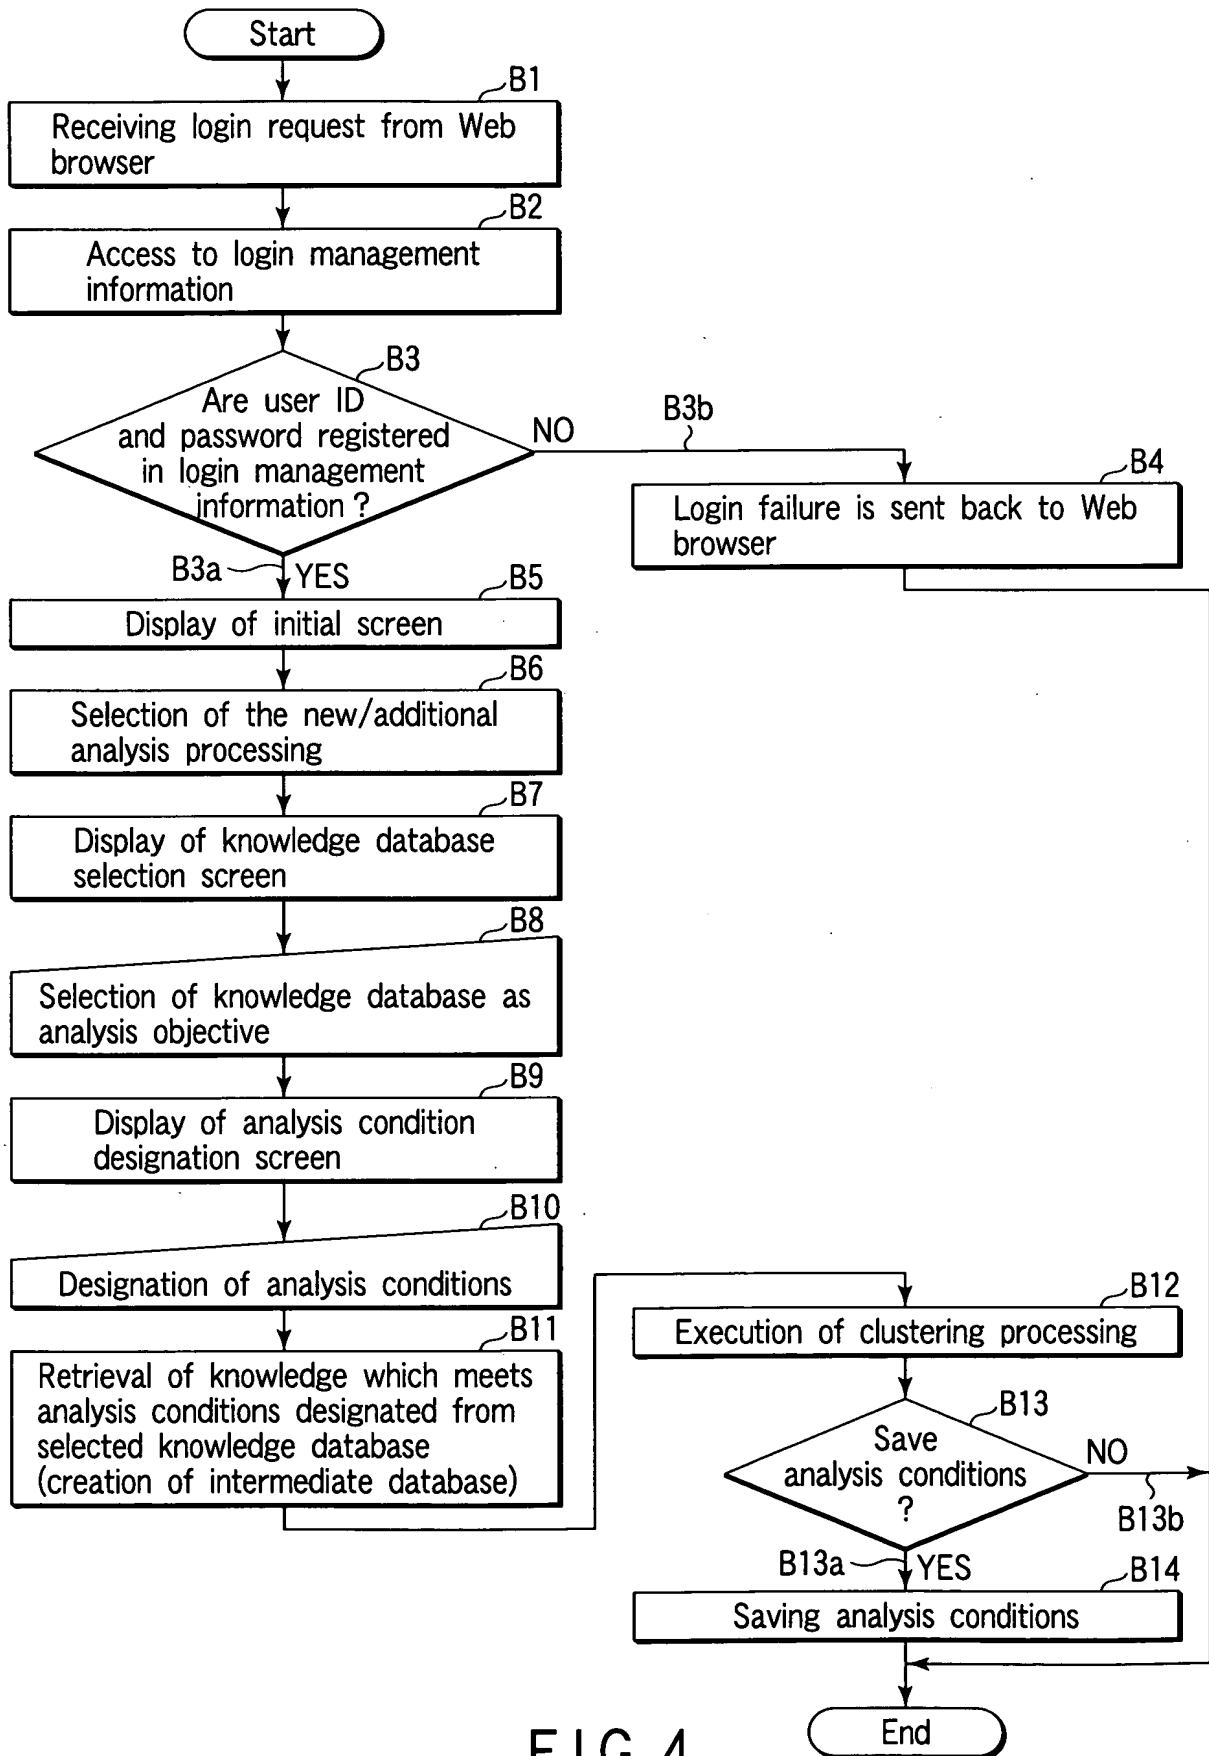 Start
B1
Receiving login request from Web
browser
B2
Access to login management
information
B3
Are user ID
and password registered
in login management
information ?
NO
B3b
B4
Login failure is sent back to Web
browser
B3a
YES
B5
Display of initial screen
B6
Selection of the new/additional
analysis processing
B7
Display of knowledge database
selection screen
B8
Selection of knowledge database as
analysis objective
B9
Display of analysis condition
designation screen
B10
Designation of analysis conditions
B11
Retrieval of knowledge which meets
analysis conditions designated from
selected knowledge database
(creation of intermediate database)
B12
Execution of clustering processing
B13
Save
analysis conditions
?
NO
B13b
B13a
YES
B14
Saving analysis conditions
End
FIG.4